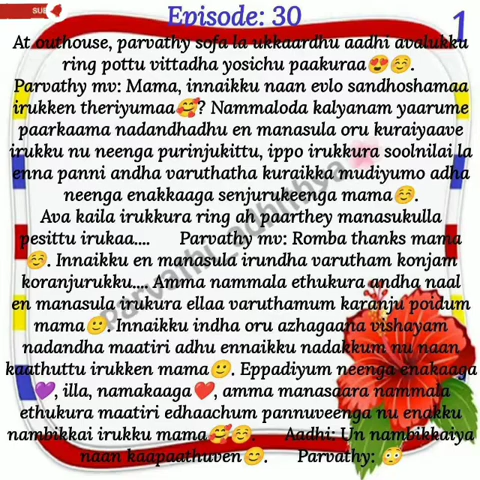 SUB
Episode: 30
1
At outhouse, parvathy sofa la ukkaardhu aadhi avalukku
ring pottu vittadha yosichu paakuraa😍☺️.
Parvathy mv: Mama, innaikku naan evlo sandhoshamaa
irukken theriyumaa🥰? Nammaloda kalyanam yaarume
paarkaama nadandhadhu en manasula oru kuraiyaave
irukku nu neenga purinjukittu, ippo irukkura soolnilai la
enna panni andha varuthatha kuraikka mudiyumo adha
neenga enakkaaga senjurukeenga mama☺️.
Ava kaila irukkura ring ah paarthey manasukulla
pesittu irukaa.... Parvathy mv: Romba thanks mama
☺️. Innaikku en manasula irundha varutham konjam
koranjurukku.... Amma nammala ethukura andha naal
en manasula irukura ellaa varuthamum karanju poidum
mama🙂. Innaikku indha oru azhagaana vishayam
nadandha maatiri adhu ennaikku nadakkum nu naan
kaathuttu irukken mama🙂. Eppadiyum neenga enakaaga
💜, illa, namakaaga❤️, amma manasaara nammala
ethukura maatiri edhaachum pannuveenga nu enakku
nambikkai irukku mama🥰☺️. Aadhi: Un nambikkaiya
naan kaapaathuven😊. Parvathy: 😳
Parvathi_adhithya